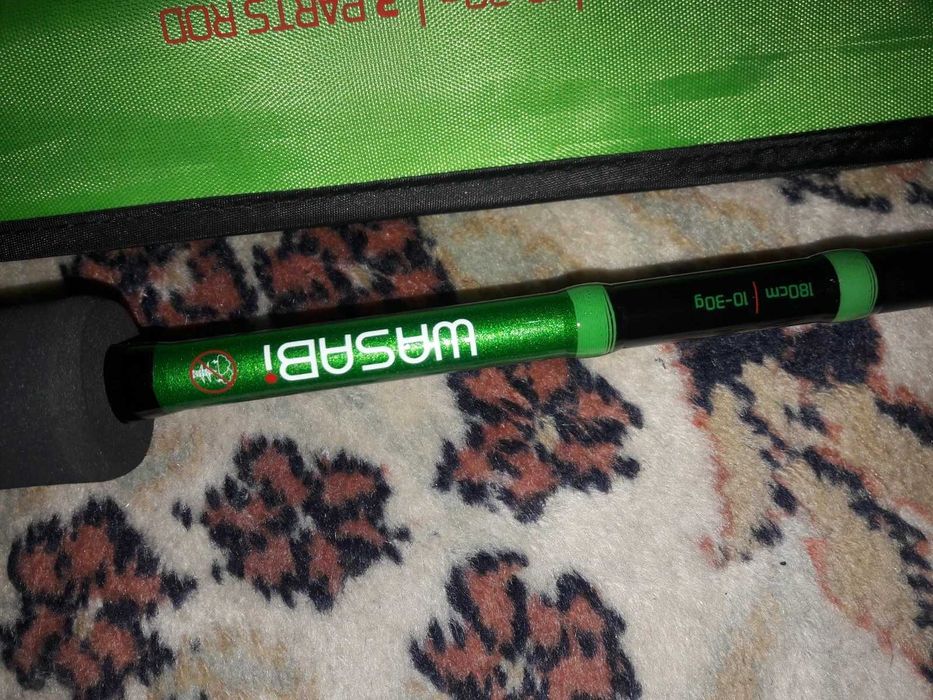 2 PARTS ROD
WASABi
180cm | 10-30g